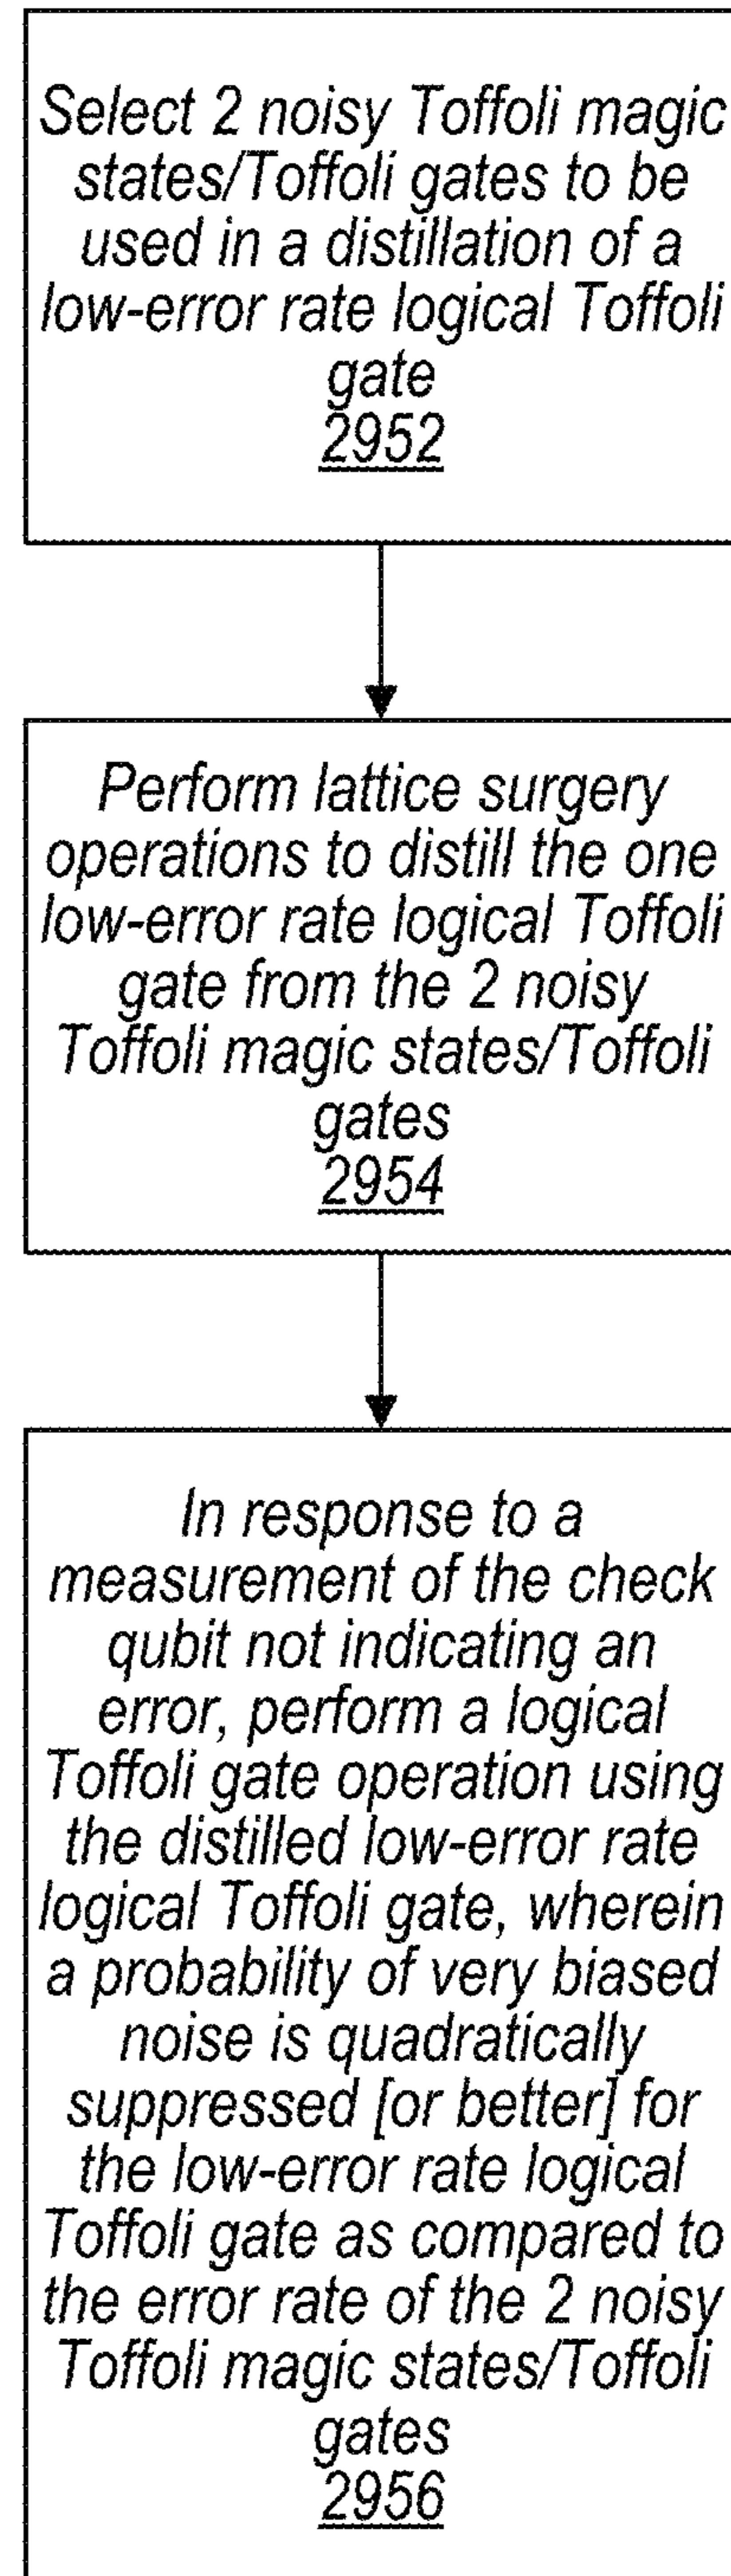 Select 2 noisy Toffoli magic
states/Toffoli gates to be
used in a distillation of a
low-error rate logical Toffoli
gate
2952
Perform lattice surgery
operations to distill the one
low-error rate logical Toffoli
gate from the 2 noisy
Toffoli magic states/Toffoli
gates
2954
In response to a
measurement of the check
qubit not indicating an
error, perform a logical
Toffoli gate operation using
the distilled low-error rate
logical Toffoli gate, wherein
a probability of very biased
noise is quadratically
suppressed [or better] for
the low-error rate logical
Toffoli gate as compared to
the error rate of the 2 noisy
Toffoli magic states/Toffoli
gates
2956